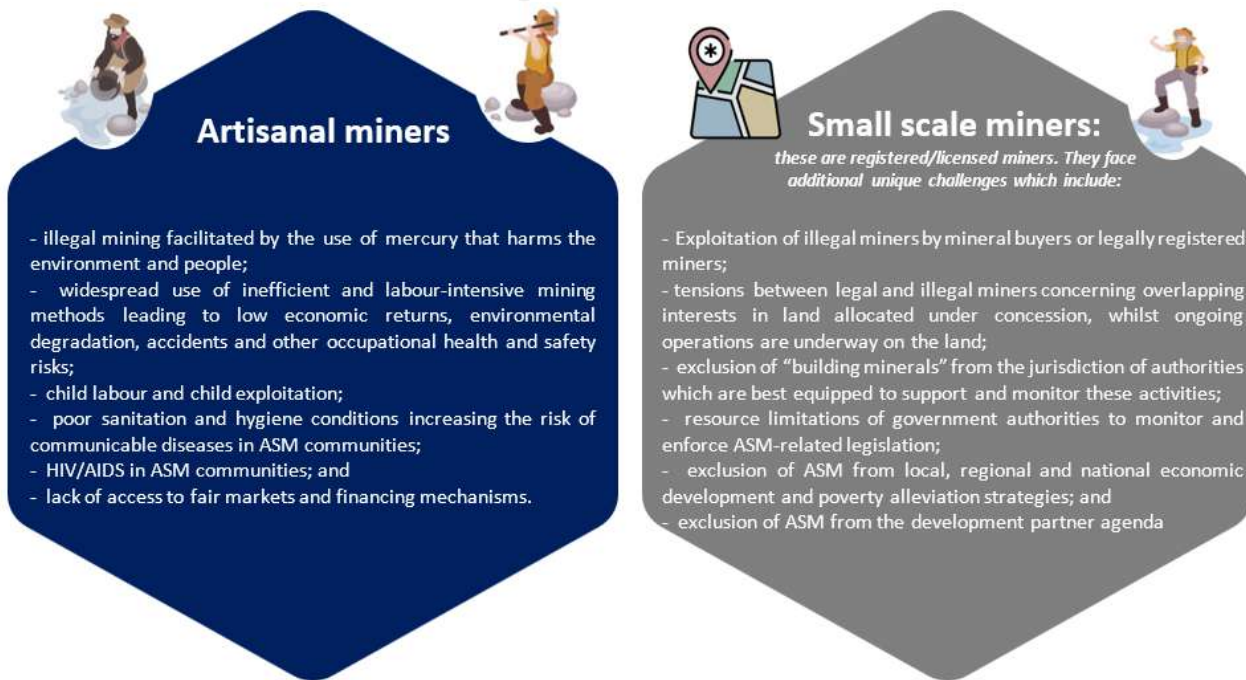 Artisanal miners
- illegal mining facilitated by the use of mercury that harms the
environment and people;
- widespread use of inefficient and labour-intensive mining
methods leading to low economic returns, environmental
degradation, accidents and other occupational health and safety
risks;
- child labour and child exploitation;
- poor sanitation and hygiene conditions increasing the risk of
communicable diseases in ASM communities;
- HIV/AIDS in ASM communities; and
- lack of access to fair markets and financing mechanisms.
Small scale miners:
these are registered/licensed miners. They face
additional unique challenges which include:
- Exploitation of illegal miners by mineral buyers or legally registered
miners;
- tensions between legal and illegal miners concerning overlapping
interests in land allocated under concession, whilst ongoing
operations are underway on the land;
- exclusion of “building minerals” from the jurisdiction of authorities
which are best equipped to support and monitor these activities;
- resource limitations of government authorities to monitor and
enforce ASM-related legislation;
- exclusion of ASM from local, regional and national economic
development and poverty alleviation strategies; and
- exclusion of ASM from the development partner agenda